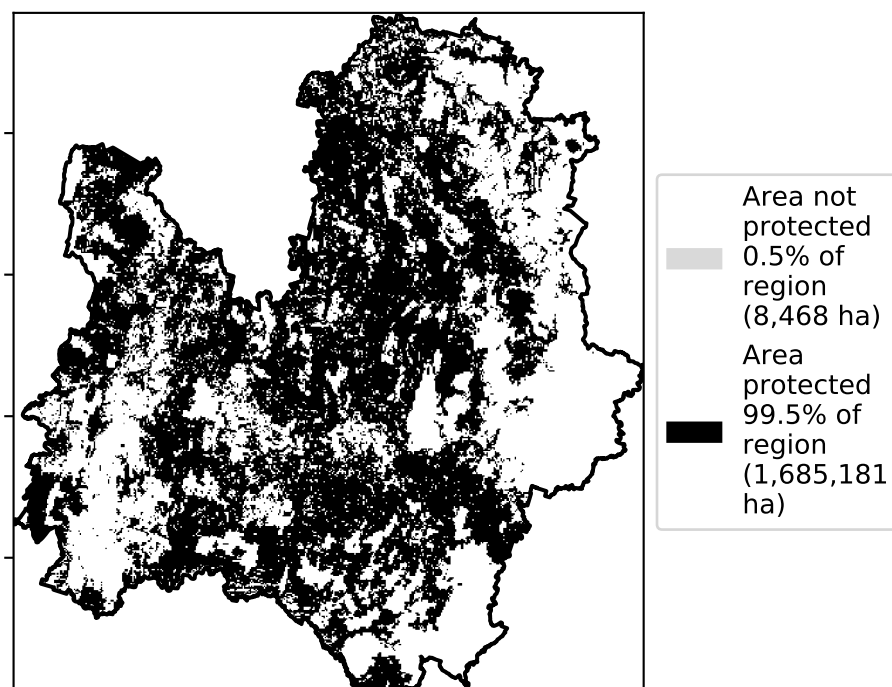 Area not
protected
0.5% of
region
(8,468 ha)
Area
protected
99.5% of
region
(1,685,181
ha)